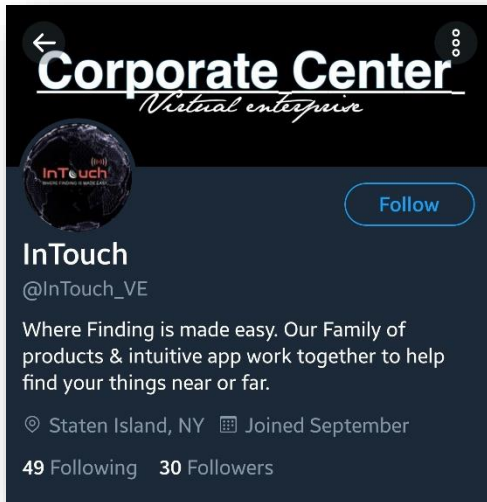 Corporate Center
Virtual enterprise
InTouch
WHERE FINDING IS MADE EASY
Follow
InTouch
@InTouch_VE
Where Finding is made easy. Our Family of
products & intuitive app work together to help
find your things near or far.
Staten Island, NY Joined September
49 Following 30 Followers